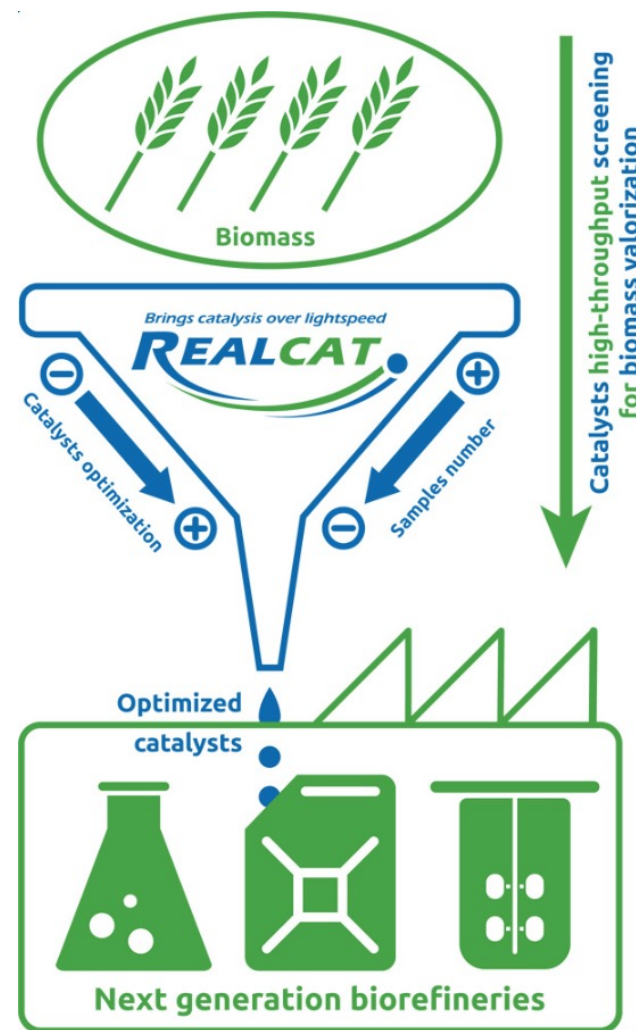 Biomass
Brings catalysis over lightspeed
REALCAT
Catalysts optimization
Samples number
Catalysts high-throughput screening
for biomass valorization
Optimized
catalysts
Next generation biorefineries